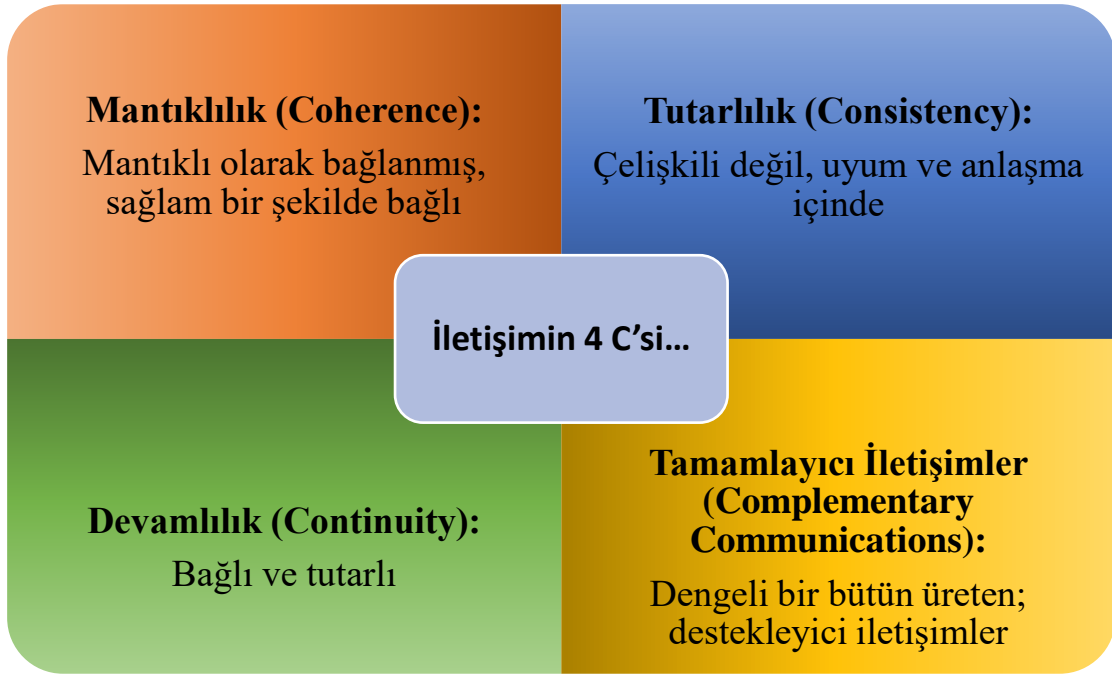 Mantıklılık (Coherence):
Mantıklı olarak bağlanmış,
sağlam bir şekilde bağlı
Tutarlılık (Consistency):
Çelişkili değil, uyum ve anlaşma
içinde
İletişimin 4 C’si...
Devamlılık (Continuity):
Bağlı ve tutarlı
Tamamlayıcı İletişimler
(Complementary
Communications):
Dengeli bir bütün üreten;
destekleyici iletişimler